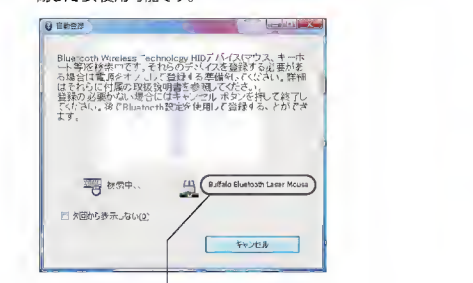 使用可能です。
自動登録
Bluetooth Wireless Technology HIDデバイス(マウス、キーボ
ード等)を検索中です。それらのデバイスを登録する必要があ
る場合は電源をオンにして登録する準備をしてください。詳細
はそれらに付属の取扱説明書を参照してください。
登録の必要がない場合にはキャンセル ボタンを押して終了し
てください。後でBluetooth設定を使用して登録することができ
ます。
検索中..
Buffalo Bluetooth Laser Mouse
次回から表示しない(D)
キャンセル